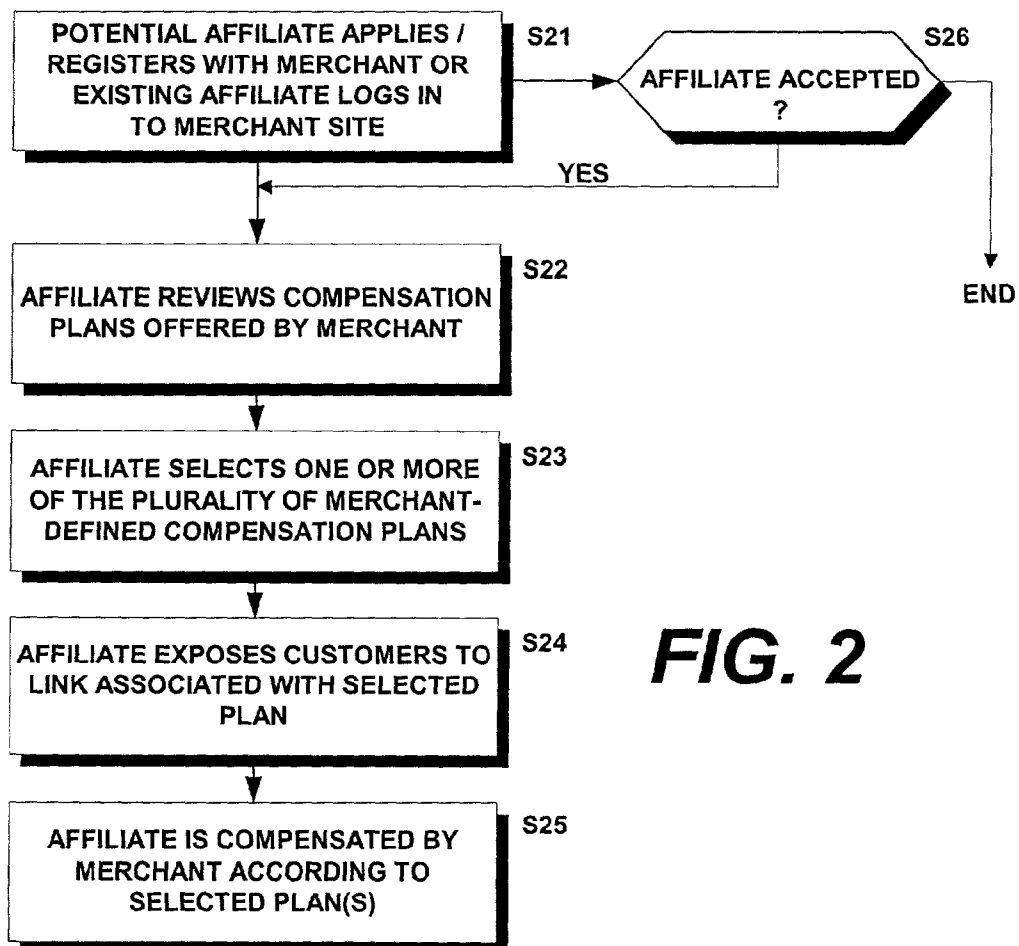 POTENTIAL AFFILIATE APPLIES /
REGISTERS WITH MERCHANT OR
EXISTING AFFILIATE LOGS IN
TO MERCHANT SITE
S21
AFFILIATE ACCEPTED
?
S26
YES
END
AFFILIATE REVIEWS COMPENSATION
PLANS OFFERED BY MERCHANT
S22
AFFILIATE SELECTS ONE OR MORE
OF THE PLURALITY OF MERCHANT-
DEFINED COMPENSATION PLANS
S23
AFFILIATE EXPOSES CUSTOMERS TO
LINK ASSOCIATED WITH SELECTED
PLAN
S24
FIG. 2
AFFILIATE IS COMPENSATED BY
MERCHANT ACCORDING TO
SELECTED PLAN(S)
S25